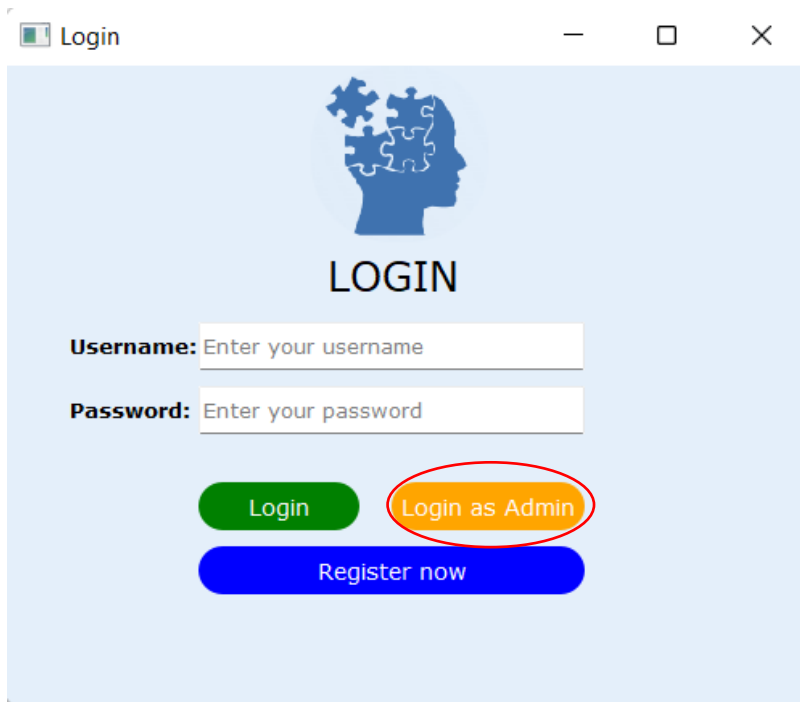 Login
LOGIN
Username: Enter your username
Password: Enter your password
Login Login as Admin
Register now